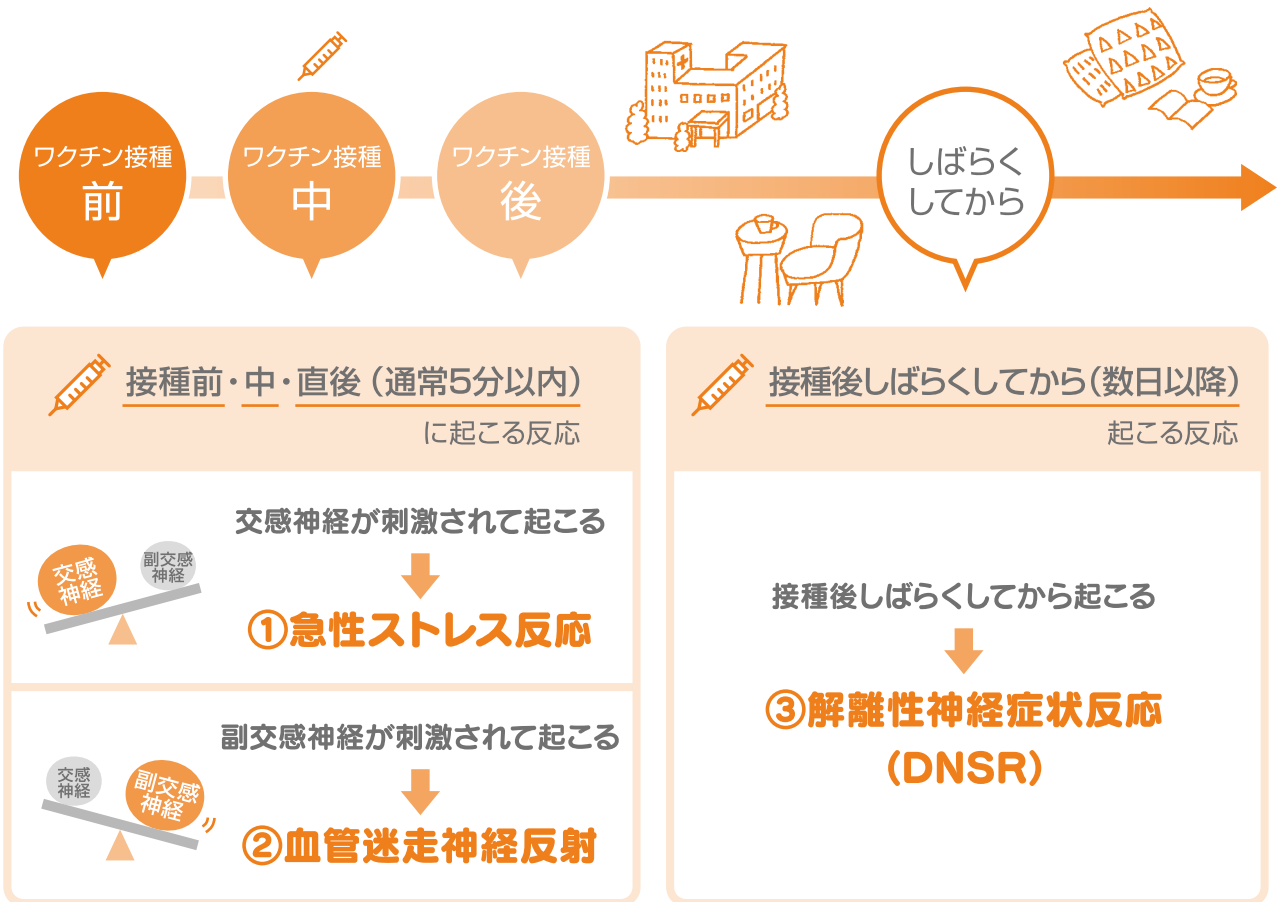 ワクチン接種
前
ワクチン接種
中
ワクチン接種
後
しばらく
してから
接種前・中・直後（通常5分以内）
に起こる反応
交感神経が刺激されて起こる
交感
神経
副交感
神経
①急性ストレス反応
副交感神経が刺激されて起こる
交感
神経
副交感
神経
②血管迷走神経反射
接種後しばらくしてから（数日以降）
起こる反応
接種後しばらくしてから起こる
③解離性神経症状反応
（DNSR）